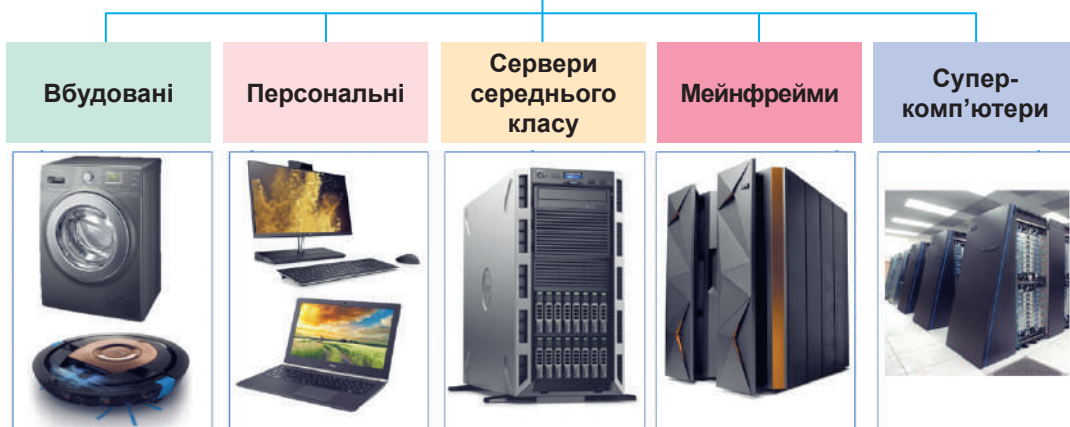 Вбудовані
Персональні
Сервери
середнього
класу
Мейнфрейми
Супер-
комп’ютери